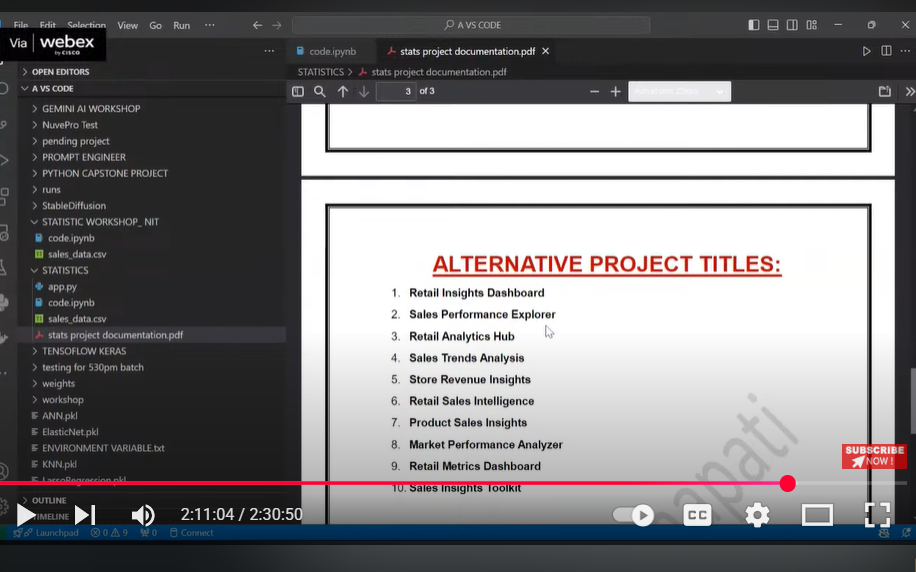 File Edit Selection View Go Run ···
A VS CODE
Via webex
by CISCO
code.ipynb
stats project documentation.pdf
OPEN EDITORS
STATISTICS > stats project documentation.pdf
A VS CODE
3 of 3
GEMINI AI WORKSHOP
NuvePro Test
pending project
PROMPT ENGINEER
PYTHON CAPSTONE PROJECT
runs
StableDiffusion
STATISTIC WORKSHOP_ NIT
code.ipynb
sales_data.csv
STATISTICS
app.py
code.ipynb
sales_data.csv
stats project documentation.pdf
TENSOFLOW KERAS
testing for 530pm batch
weights
workshop
ANN.pkl
ElasticNet.pkl
ENVIRONMENT VARIABLE.txt
KNN.pkl
LassoRegression.pkl
OUTLINE
TIMELINE
ALTERNATIVE PROJECT TITLES:
1. Retail Insights Dashboard
2. Sales Performance Explorer
3. Retail Analytics Hub
4. Sales Trends Analysis
5. Store Revenue Insights
6. Retail Sales Intelligence
7. Product Sales Insights
8. Market Performance Analyzer
9. Retail Metrics Dashboard
10. Sales Insights Toolkit
SUBSCRIBE
NOW !
2:11:04 / 2:30:50
CC
Launchpad 0 9 0 Connect